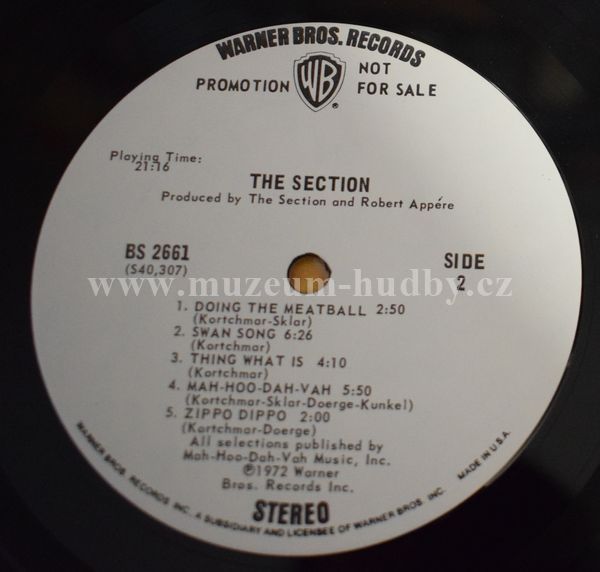 WARNER BROS. RECORDS
PROMOTION WB NOT FOR SALE
®
Playing Time:
21:16
THE SECTION
Produced by The Section and Robert Appére
BS 2661
(S40,307)
SIDE
2
www.muzeum-hudby.cz
1. DOING THE MEATBALL 2:50
(Kortchmar-Sklar)
2. SWAN SONG 6:26
(Kortchmar)
3. THING WHAT IS 4:10
(Kortchmar)
4. MAH-HOO-DAH-VAH 5:50
(Kortchmar-Sklar-Doerge-Kunkel)
5. ZIPPO DIPPO 2:00
(Kortchmar-Doerge)
All selections published by
Mah-Hoo-Dah-Vah Music, Inc.
℗1972 Warner
Bros. Records Inc.
STEREO
WARNER BROS. RECORDS INC. A SUBSIDIARY AND LICENSEE OF WARNER BROS. INC. MADE IN U.S.A.